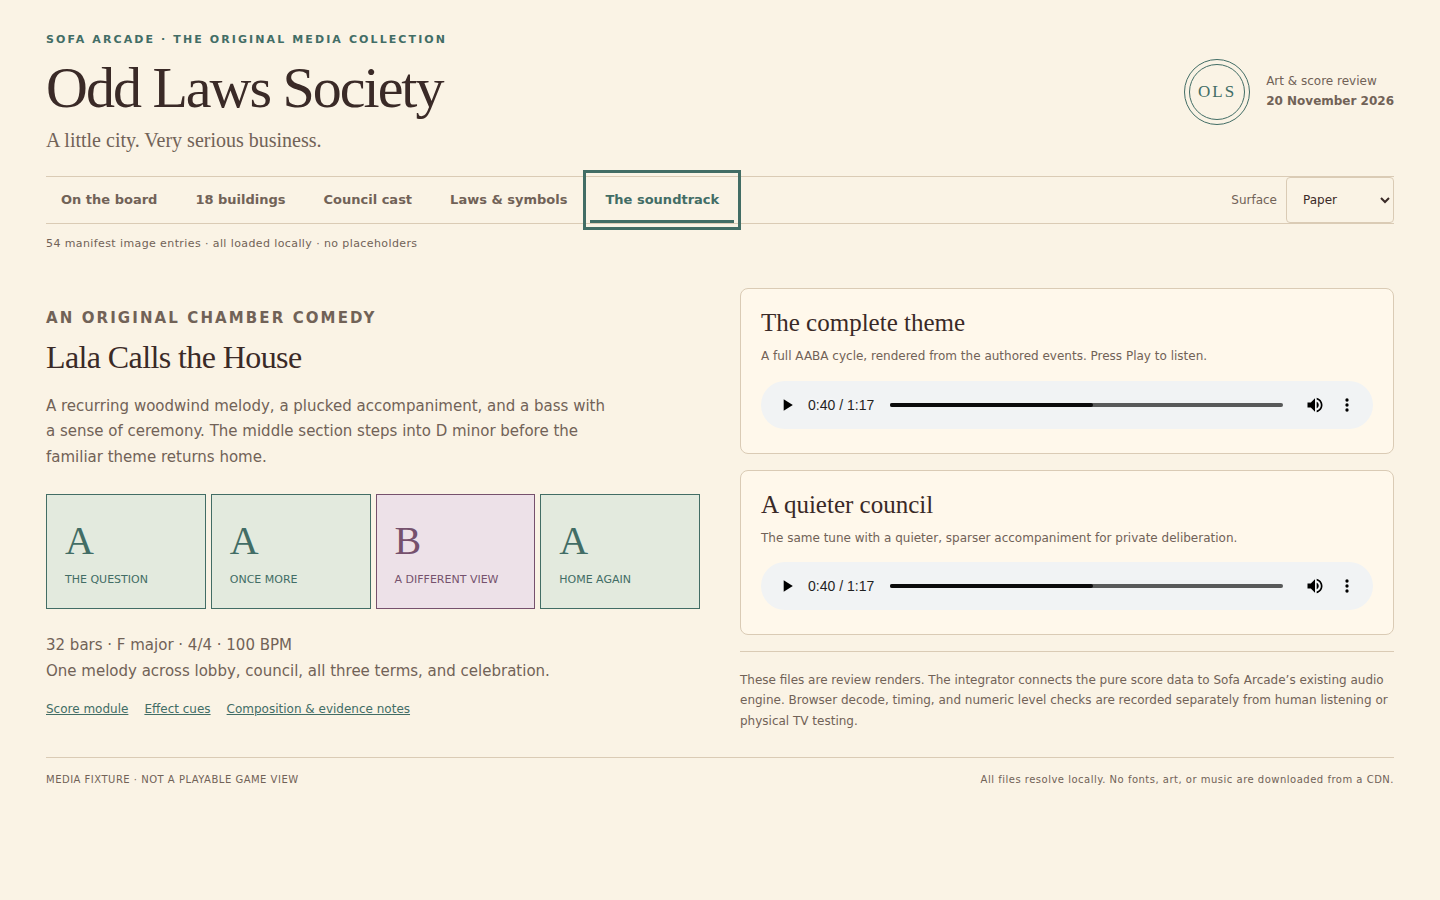 SOFA ARCADE · THE ORIGINAL MEDIA COLLECTION
Odd Laws Society
A little city. Very serious business.
OLS
Art & score review
20 November 2026
On the board
18 buildings
Council cast
Laws & symbols
The soundtrack
Surface
Paper
54 manifest image entries · all loaded locally · no placeholders
AN ORIGINAL CHAMBER COMEDY
Lala Calls the House
A recurring woodwind melody, a plucked accompaniment, and a bass with
a sense of ceremony. The middle section steps into D minor before the
familiar theme returns home.
A
THE QUESTION
A
ONCE MORE
B
A DIFFERENT VIEW
A
HOME AGAIN
32 bars · F major · 4/4 · 100 BPM
One melody across lobby, council, all three terms, and celebration.
Score module
Effect cues
Composition & evidence notes
The complete theme
A full AABA cycle, rendered from the authored events. Press Play to listen.
0:40 / 1:17
A quieter council
The same tune with a quieter, sparser accompaniment for private deliberation.
0:40 / 1:17
These files are review renders. The integrator connects the pure score data to Sofa Arcade’s existing audio
engine. Browser decode, timing, and numeric level checks are recorded separately from human listening or
physical TV testing.
MEDIA FIXTURE · NOT A PLAYABLE GAME VIEW
All files resolve locally. No fonts, art, or music are downloaded from a CDN.